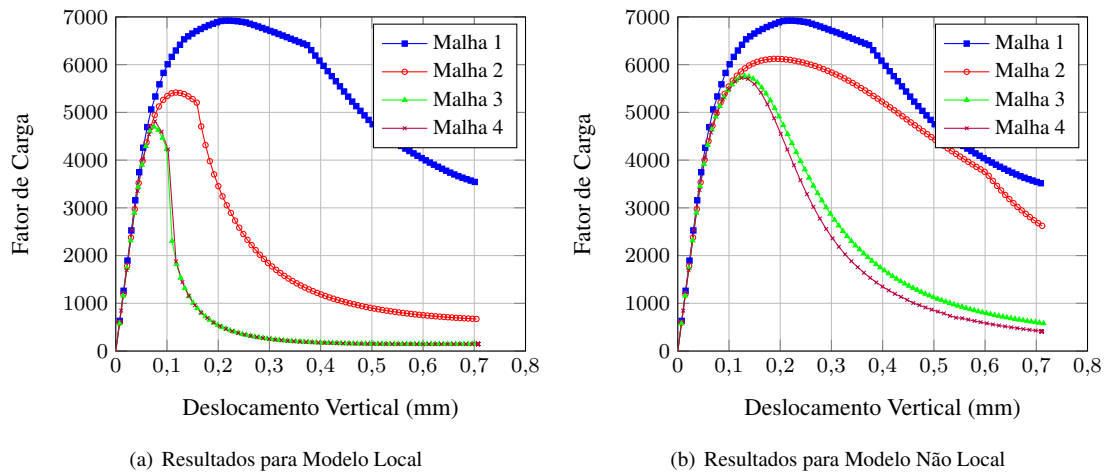 7000
6000
5000
4000
3000
2000
1000
0
0 0,1 0,2 0,3 0,4 0,5 0,6 0,7 0,8
Fator de Carga
Deslocamento Vertical (mm)
Malha 1
Malha 2
Malha 3
Malha 4
(a) Resultados para Modelo Local
7000
6000
5000
4000
3000
2000
1000
0
0 0,1 0,2 0,3 0,4 0,5 0,6 0,7 0,8
Fator de Carga
Deslocamento Vertical (mm)
Malha 1
Malha 2
Malha 3
Malha 4
(b) Resultados para Modelo Não Local